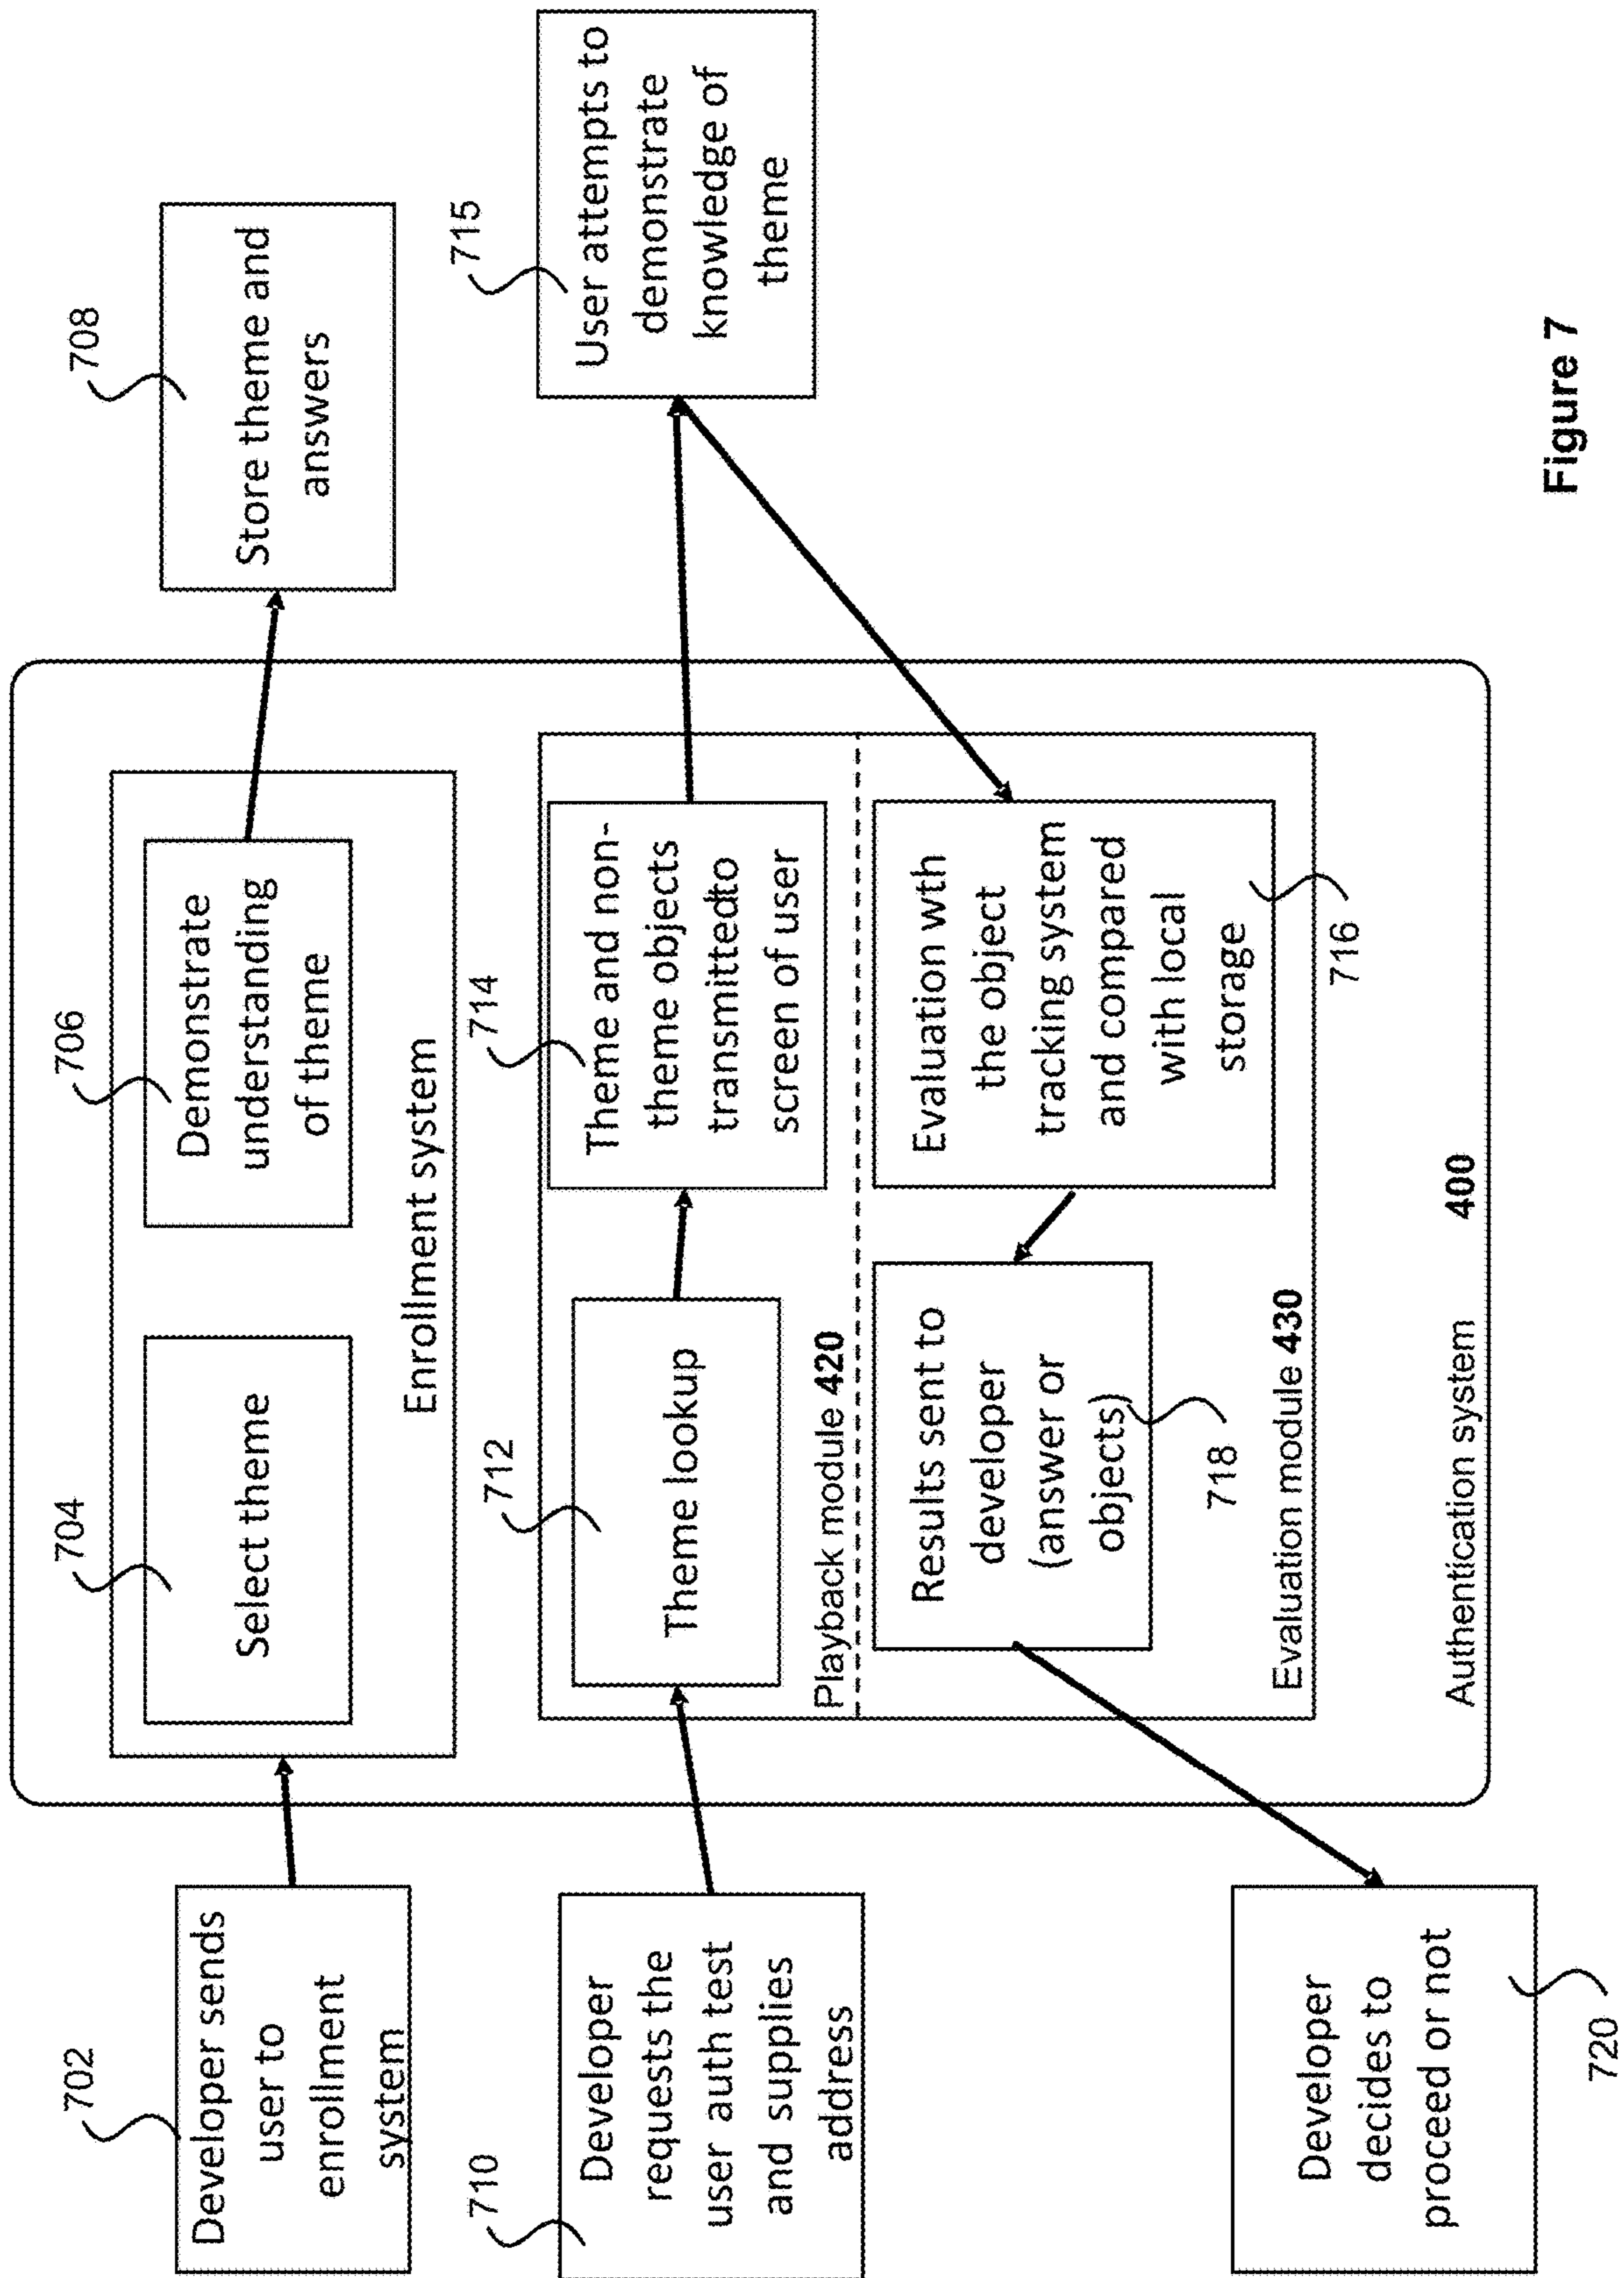 702
Developer sends
user to
enrollment
system
704
Select theme
706
Demonstrate
understanding
of theme
Enrollment system
708
Store theme and
answers
710
Developer
requests the
user auth test
and supplies
address
712
Theme lookup
714
Theme and non-
theme objects
transmittedto
screen of user
Playback module 420
715
User attempts to
demonstrate
knowledge of
theme
Evaluation wth
the object
tracking system
and compared
with local
storage
716
Results sent to
developer
(answer or
objects)
718
Evaluation module 430
Authentication system 400
Developer
decides to
proceed or not
720
Figure 7